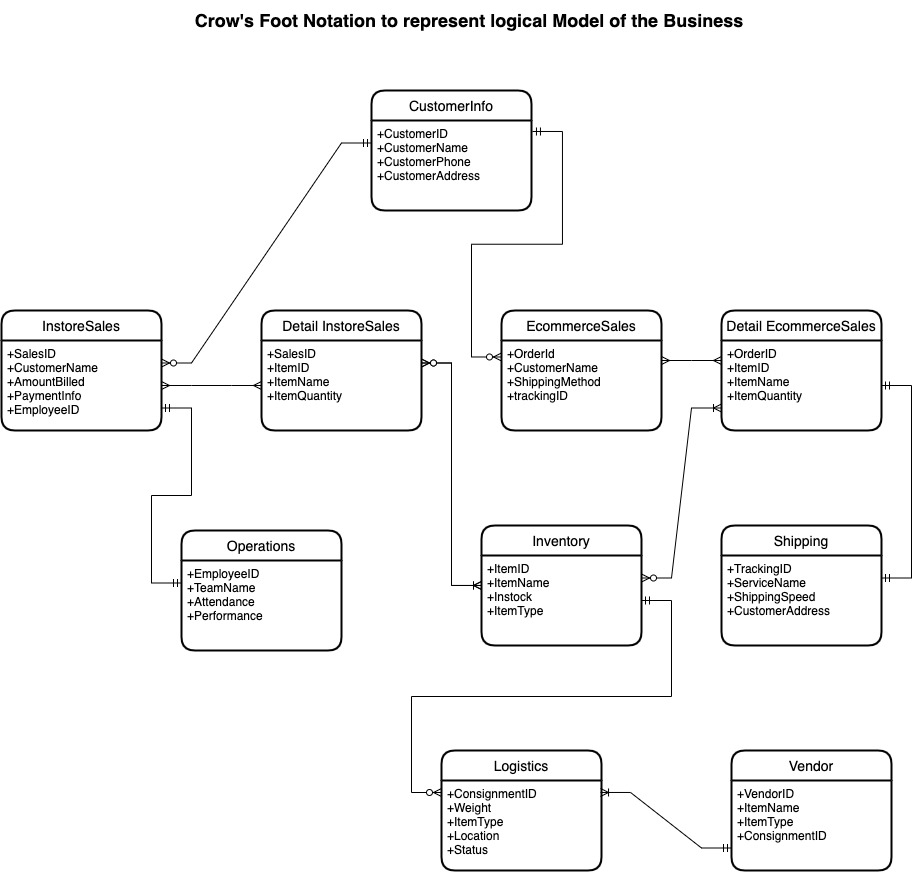 Crow's Foot Notation to represent logical Model of the Business
CustomerInfo
+CustomerID
+CustomerName
+CustomerPhone
+CustomerAddress
InstoreSales
+SalesID
+CustomerName
+AmountBilled
+PaymentInfo
+EmployeeID
Detail InstoreSales
+SalesID
+ItemID
+ItemName
+ItemQuantity
EcommerceSales
+OrderId
+CustomerName
+ShippingMethod
+trackingID
Detail EcommerceSales
+OrderID
+ItemID
+ItemName
+ItemQuantity
Operations
+EmployeeID
+TeamName
+Attendance
+Performance
Inventory
+ItemID
+ItemName
+Instock
+ItemType
Shipping
+TrackingID
+ServiceName
+ShippingSpeed
+CustomerAddress
Logistics
+ConsignmentID
+Weight
+ItemType
+Location
+Status
Vendor
+VendorID
+ItemName
+ItemType
+ConsignmentID